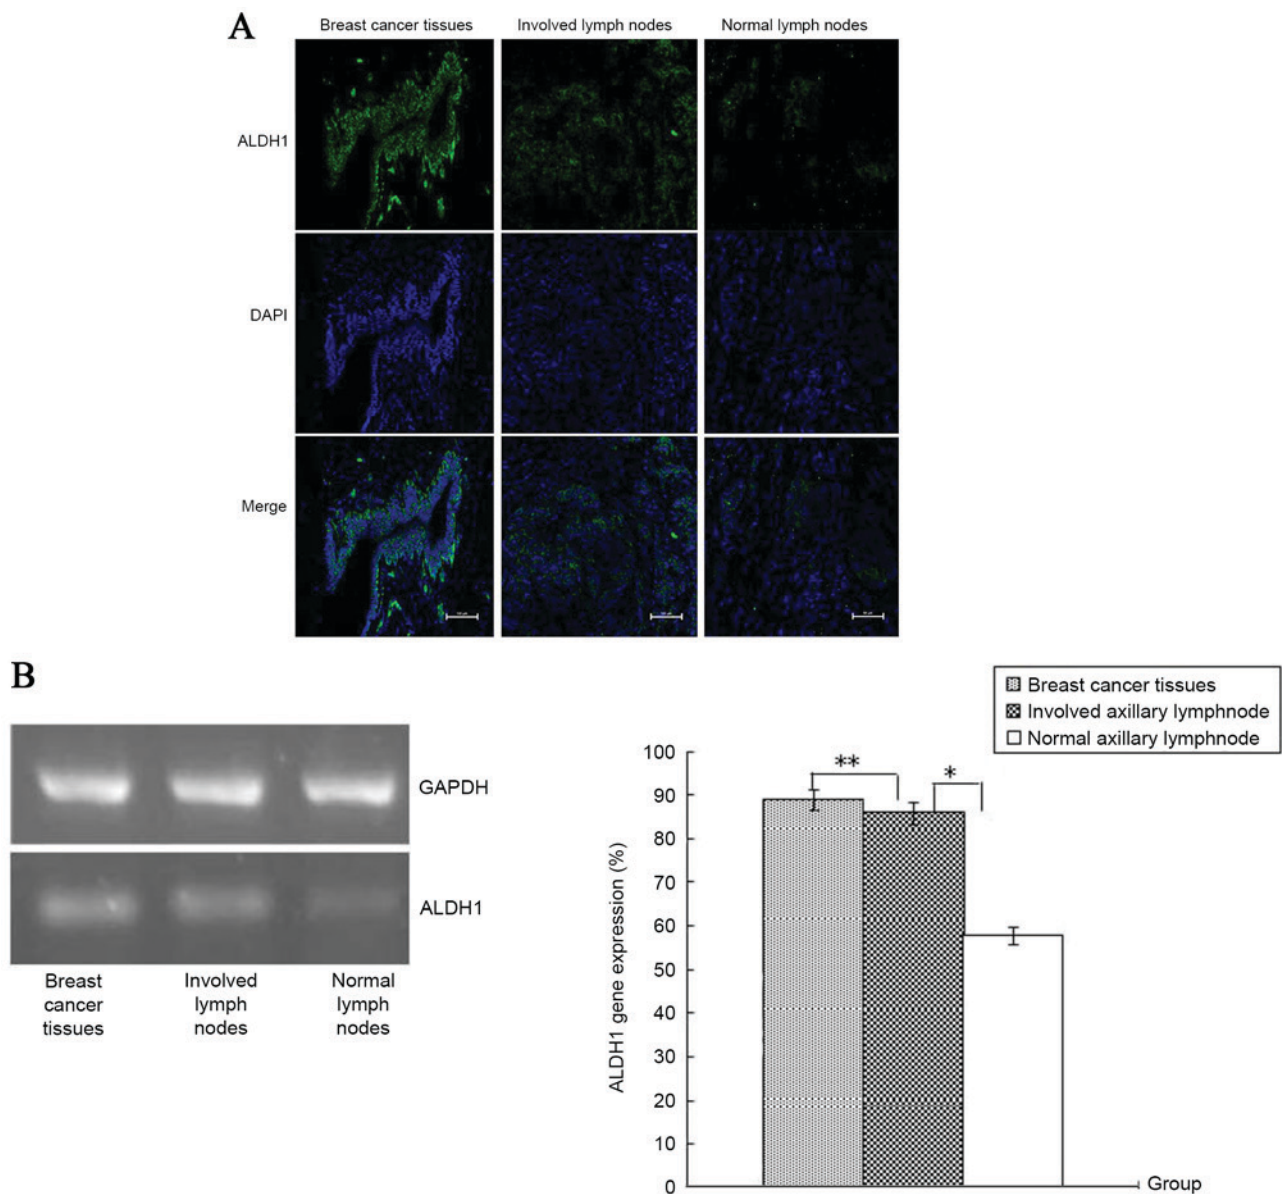 A
Breast cancer tissues
Involved lymph nodes
Normal lymph nodes
ALDH1
DAPI
Merge
B
GAPDH
ALDH1
Breast cancer tissues
Involved lymph nodes
Normal lymph nodes
Breast cancer tissues
Involved axillary lymphnode
Normal axillary lymphnode
ALDH1 gene expression (%)
100
90
80
70
60
50
40
30
20
10
0
**
*
Group